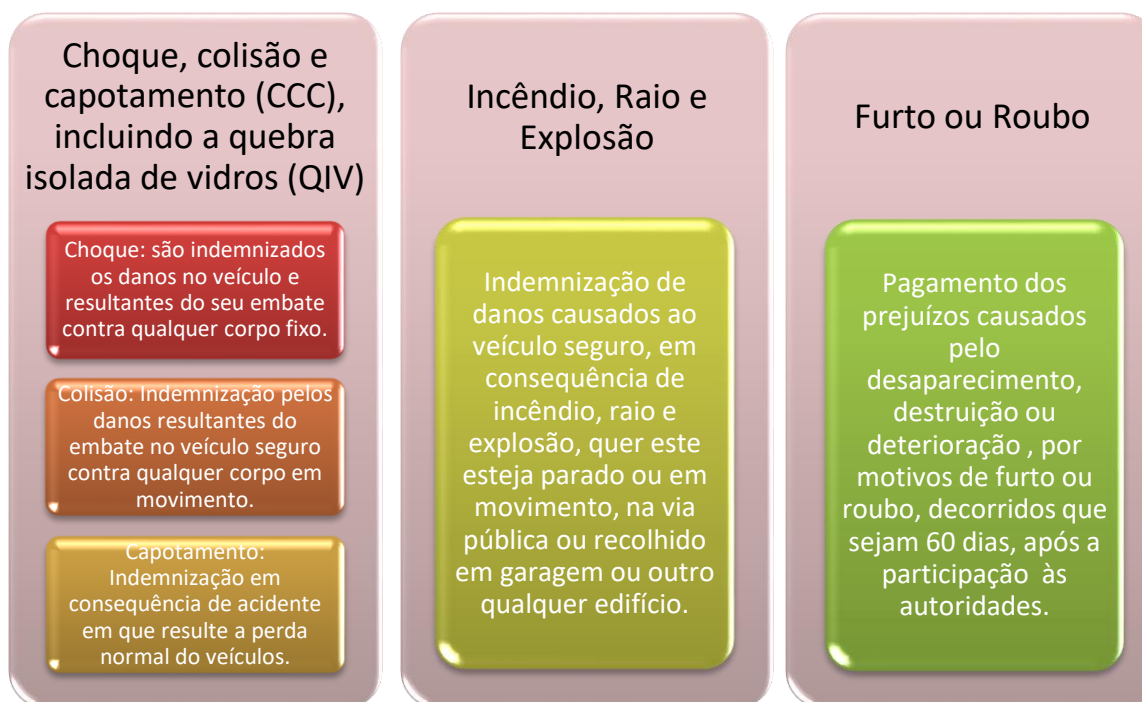 Choque, colisão e
capotamento (CCC),
incluindo a quebra
isolada de vidros (QIV)
Choque: são indemnizados
os danos no veículo e
resultantes do seu embate
contra qualquer corpo fixo.
Colisão: Indemnização pelos
danos resultantes do
embate no veículo seguro
contra qualquer corpo em
movimento.
Capotamento:
Indemnização em
consequência de acidente
em que resulte a perda
normal do veículos.
Incêndio, Raio e
Explosão
Indemnização de
danos causados ao
veículo seguro, em
consequência de
incêndio, raio e
explosão, quer este
esteja parado ou em
movimento, na via
pública ou recolhido
em garagem ou outro
qualquer edifício.
Furto ou Roubo
Pagamento dos
prejuízos causados
pelo
desaparecimento,
destruição ou
deterioração , por
motivos de furto ou
roubo, decorridos que
sejam 60 dias, após a
participação às
autoridades.